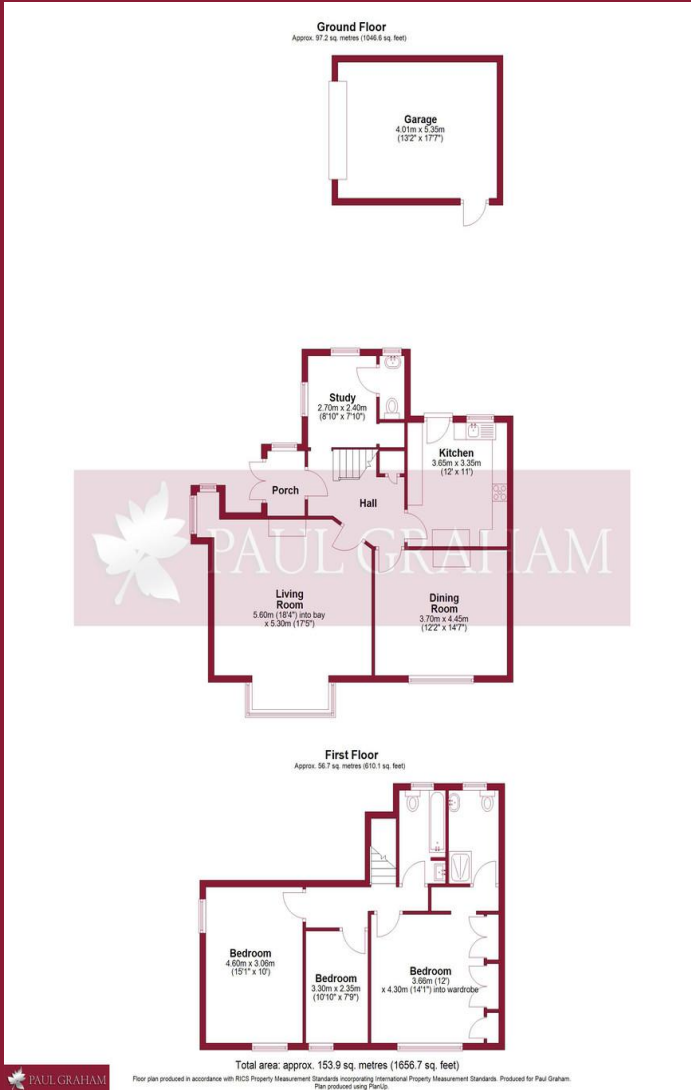 Ground Floor
Approx. 97.2 sq. metres (1046.6 sq. feet)
Garage
4.01m x 5.35m
(13'2" x 17'7")
Study
2.70m x 2.40m
(8'10" x 7'10")
Kitchen
3.65m x 3.35m
(12' x 11')
Porch
Hall
PAUL GRAHAM
Living
Room
5.60m (18'4") into bay
x 5.30m (17'5")
Dining
Room
3.70m x 4.45m
(12'2" x 14'7")
First Floor
Approx. 56.7 sq. metres (610.1 sq. feet)
Bedroom
4.60m x 3.06m
(15'1" x 10')
Bedroom
3.30m x 2.35m
(10'10" x 7'9")
Bedroom
3.66m (12')
x 4.30m (14'1") into wardrobe
Total area: approx. 153.9 sq. metres (1656.7 sq. feet)
PAUL GRAHAM
Floor plan produced in accordance with RICS Property Measurement Standards incorporating International Property Measurement Standards. Produced for Paul Graham.
Plan produced using PlanUp.